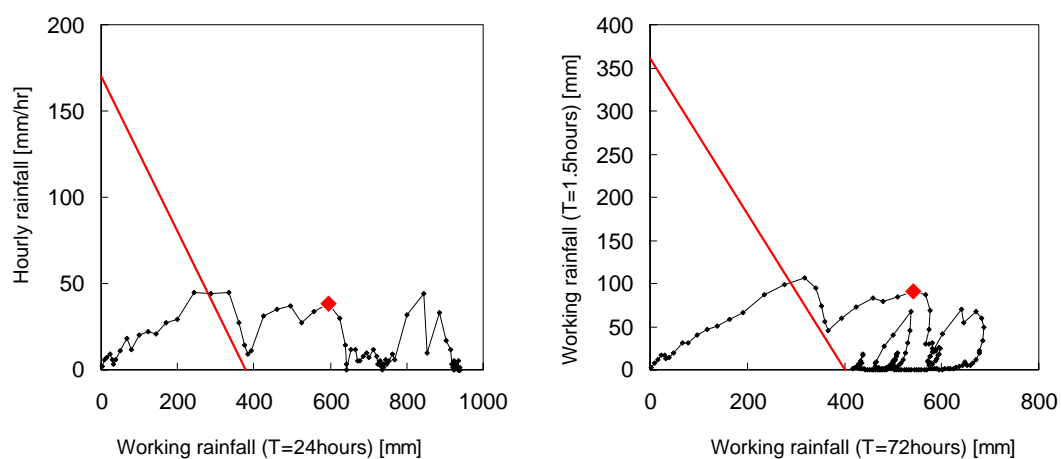 200
150
100
50
0
0 200 400 600 800 1000
Hourly rainfall [mm/hr]
Working rainfall (T=24hours) [mm]
400
350
300
250
200
150
100
50
0
0 200 400 600 800
Working rainfall (T=1.5hours) [mm]
Working rainfall (T=72hours) [mm]